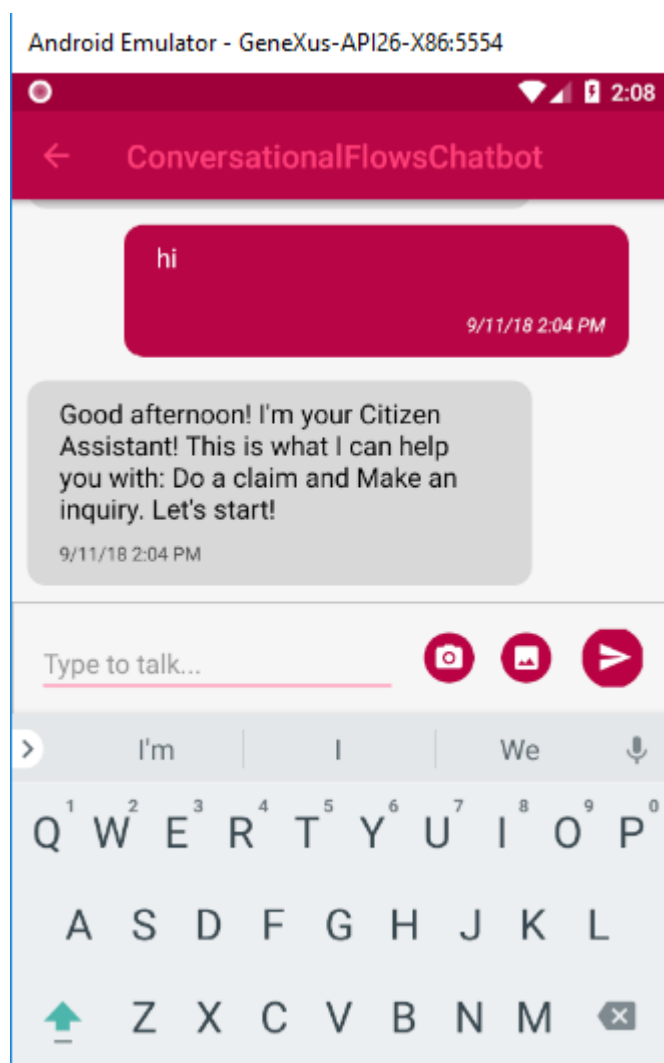 Android Emulator - GeneXus-API26-X86:5554
2:08
ConversationalFlowsChatbot
hi
9/11/18 2:04 PM
Good afternoon! I'm your Citizen
Assistant! This is what I can help
you with: Do a claim and Make an
inquiry. Let's start!
9/11/18 2:04 PM
Type to talk...
I'm I We
1 2 3 4 5 6 7 8 9 0
Q W E R T Y U I O P
A S D F G H J K L
Z X C V B N M